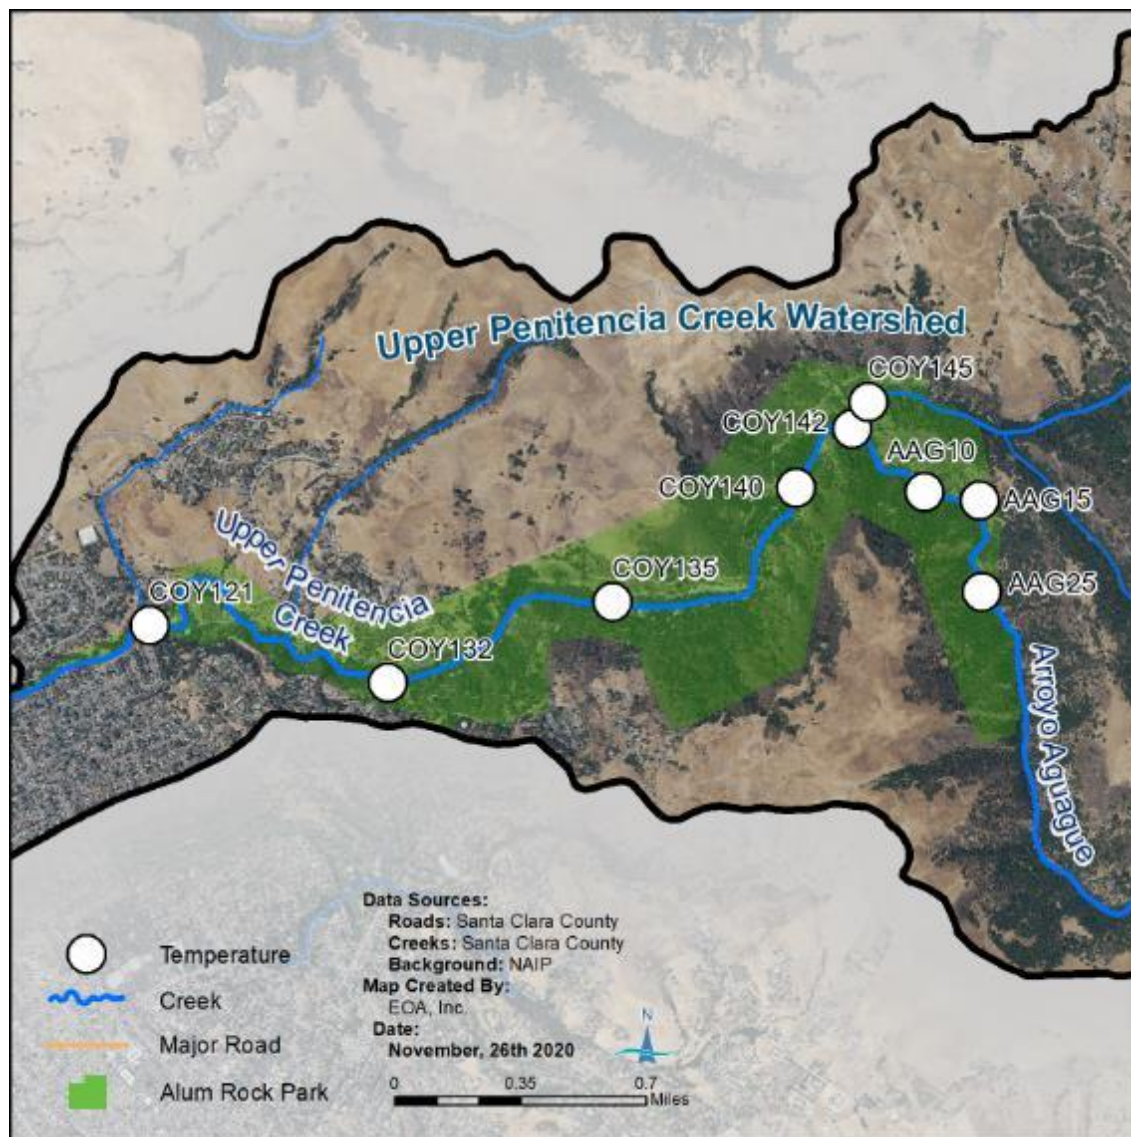 Upper Penitencia Creek Watershed
COY145
COY142
AAG10
COY140
AAG15
COY135
AAG25
COY121
Upper Penitencia
Creek
COY132
Arroyo Aguague
Data Sources:
Roads: Santa Clara County
Creeks: Santa Clara County
Background: NAIP
Map Created By:
EOA, Inc.
Date:
November, 26th 2020
Temperature
Creek
Major Road
Alum Rock Park
N
0 0.35 0.7
Miles